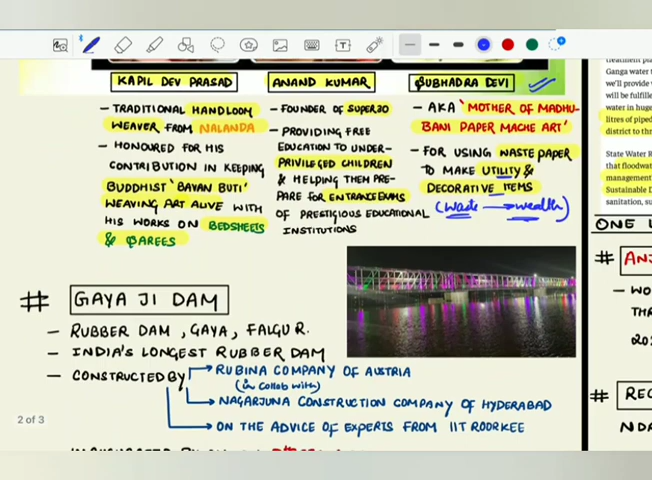 KAPIL DEV PRASAD
- TRADITIONAL HANDLOOM
WEAVER FROM NALANDA
- HONOURED FOR HIS
CONTRIBUTION IN KEEPING
BUDDHIST 'BAVAN BUTI'
WEAVING ART ALIVE WITH
HIS WORKS ON BEDSHEETS
& SAREES
ANAND KUMAR
- FOUNDER OF SUPER30
- PROVIDING FREE
EDUCATION TO UNDER-
PRIVILEGED CHILDREN
& HELPING THEM PRE-
PARE FOR ENTRANCE EXAMS
OF PRESTIGIOUS EDUCATIONAL
INSTITUTIONS
SUBHADRA DEVI
- AKA 'MOTHER OF MADHU-
BANI PAPER MACHE ART'
- FOR USING WASTE PAPER
TO MAKE UTILITY &
DECORATIVE ITEMS
(Waste → wealth)
# GAYA JI DAM
- RUBBER DAM, GAYA, FALGU R.
- INDIA'S LONGEST RUBBER DAM
- CONSTRUCTED BY → RUBINA COMPANY OF AUSTRIA
(in collab with)
→ NAGARJUNA CONSTRUCTION COMPANY OF HYDERABAD
→ ON THE ADVICE OF EXPERTS FROM IIT ROORKEE
2 of 3
Ganga water t
we'll provide
will be fulfille
water in huge
litres of piped
district to thr
State Water R
that floodwat
management
Sustainable D
sanitation, su
ONE
#
- WO
THR
202
# REC
NDA